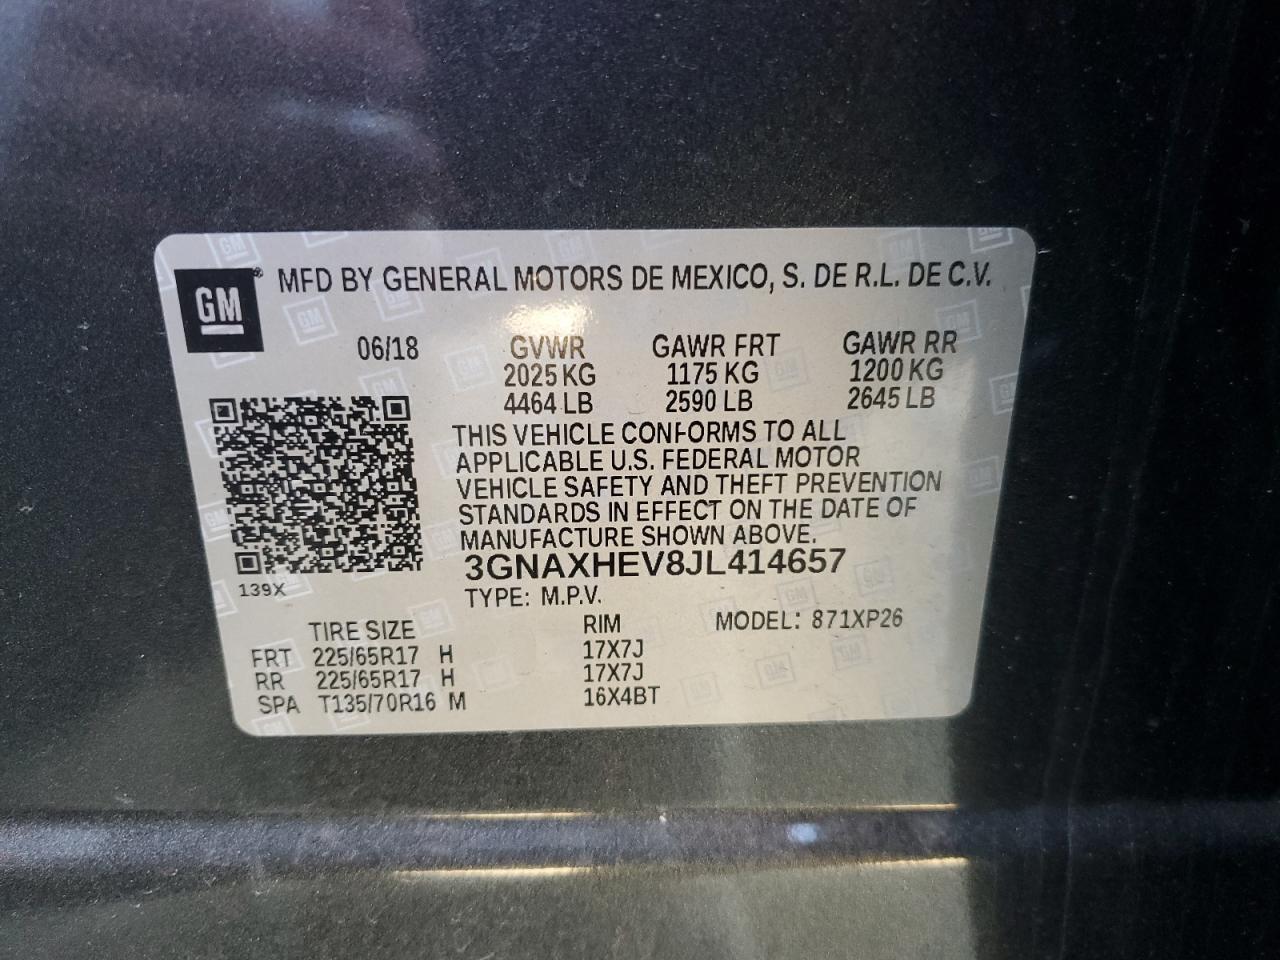 GM
® MFD BY GENERAL MOTORS DE MEXICO, S. DE R.L. DE C.V.
06/18 GVWR GAWR FRT GAWR RR
2025 KG 1175 KG 1200 KG
4464 LB 2590 LB 2645 LB
THIS VEHICLE CONFORMS TO ALL
APPLICABLE U.S. FEDERAL MOTOR
VEHICLE SAFETY AND THEFT PREVENTION
STANDARDS IN EFFECT ON THE DATE OF
MANUFACTURE SHOWN ABOVE.
3GNAXHEV8JL414657
139X
TYPE: M.P.V.
TIRE SIZE RIM MODEL: 871XP26
FRT 225/65R17 H 17X7J
RR 225/65R17 H 17X7J
SPA T135/70R16 M 16X4BT